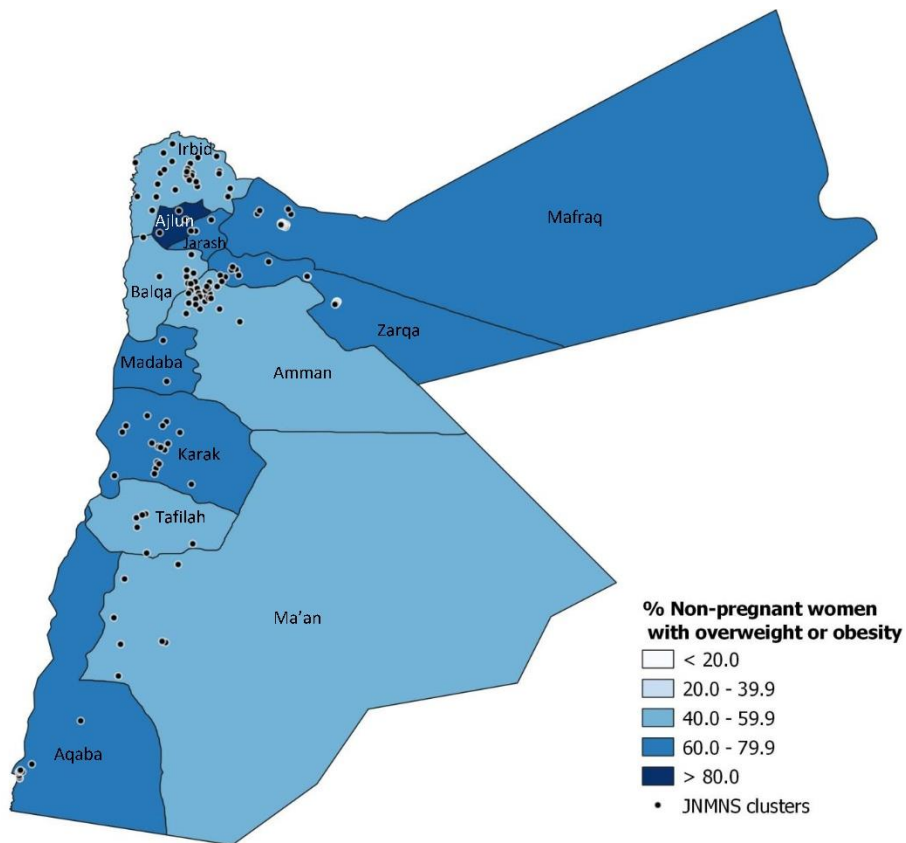 Irbid
Mafraq
Ajlun
Jarash
Balqa
Zarqa
Madaba
Amman
Karak
Tafilah
Ma'an
Aqaba
% Non-pregnant women
with overweight or obesity
< 20.0
20.0 - 39.9
40.0 - 59.9
60.0 - 79.9
> 80.0
JNMNS clusters